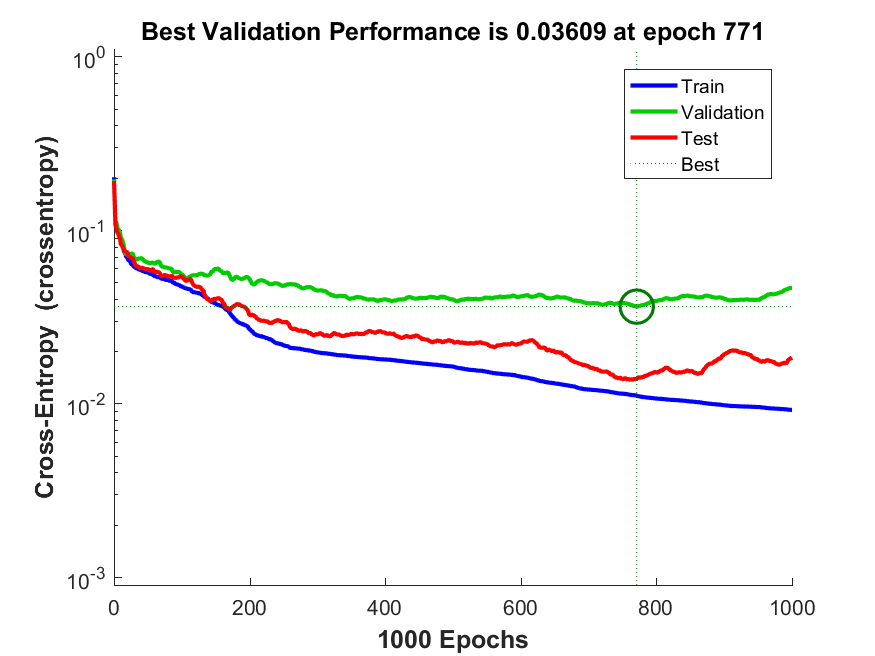 Best Validation Performance is 0.03609 at epoch 771
Train
Validation
Test
Best
Cross-Entropy (crossentropy)
10^0
10^-1
10^-2
10^-3
0 200 400 600 800 1000
1000 Epochs